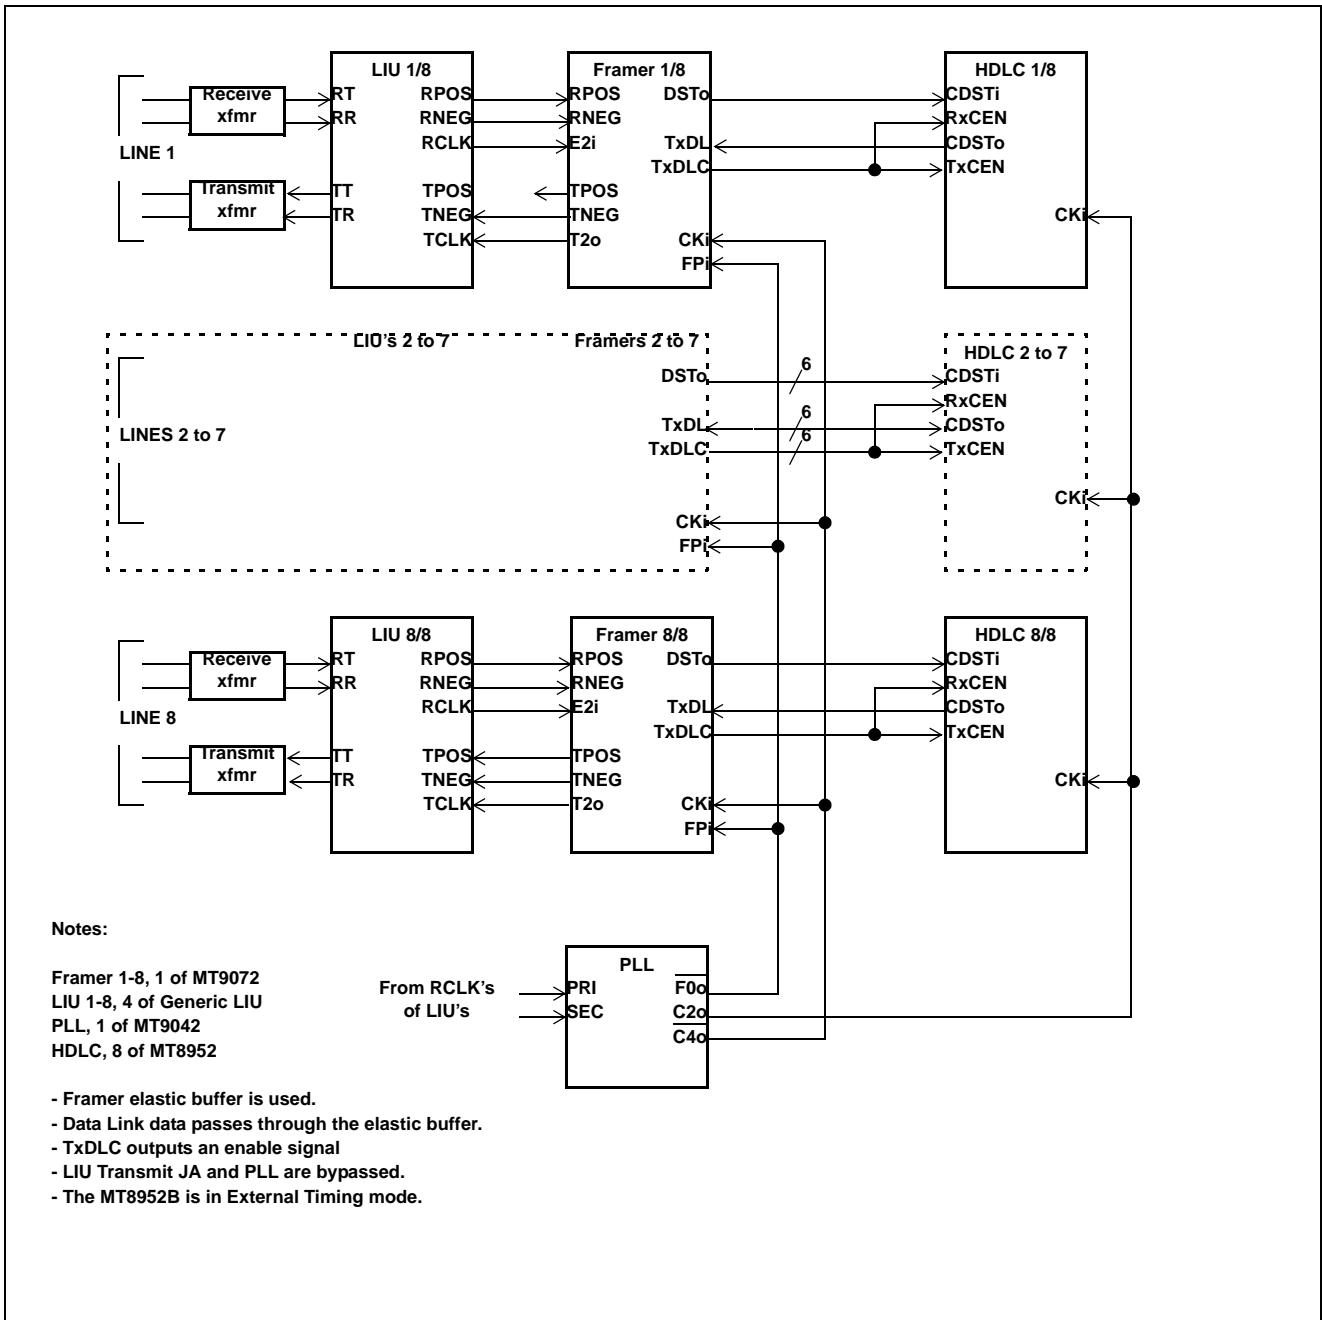 LIU 1/8 Framer 1/8 HDLC 1/8
Receive RT RPOS RPOS DSTo CDSTi
xfmr RR RNEG RNEG RxCEN
RCLK E2i TxDL CDSTo
LINE 1 TxDLC TxCEN
Transmit TT TPOS TPOS
xfmr TR TNEG TNEG CKi
TCLK T2o CKi
FPi
LIU's 2 to 7 Framers 2 to 7 HDLC 2 to 7
DSTo 6 CDSTi
RxCEN
LINES 2 to 7 TxDL 6 CDSTo
TxDLC 6 TxCEN
CKi
CKi
FPi
LIU 8/8 Framer 8/8 HDLC 8/8
Receive RT RPOS RPOS DSTo CDSTi
xfmr RR RNEG RNEG RxCEN
RCLK E2i TxDL CDSTo
LINE 8 TxDLC TxCEN
Transmit TT TPOS TPOS
xfmr TR TNEG TNEG CKi
TCLK T2o CKi
FPi
Notes:
PLL
Framer 1-8, 1 of MT9072 From RCLK's PRI F0o
LIU 1-8, 4 of Generic LIU of LIU's SEC C2o
PLL, 1 of MT9042 C4o
HDLC, 8 of MT8952
- Framer elastic buffer is used.
- Data Link data passes through the elastic buffer.
- TxDLC outputs an enable signal
- LIU Transmit JA and PLL are bypassed.
- The MT8952B is in External Timing mode.